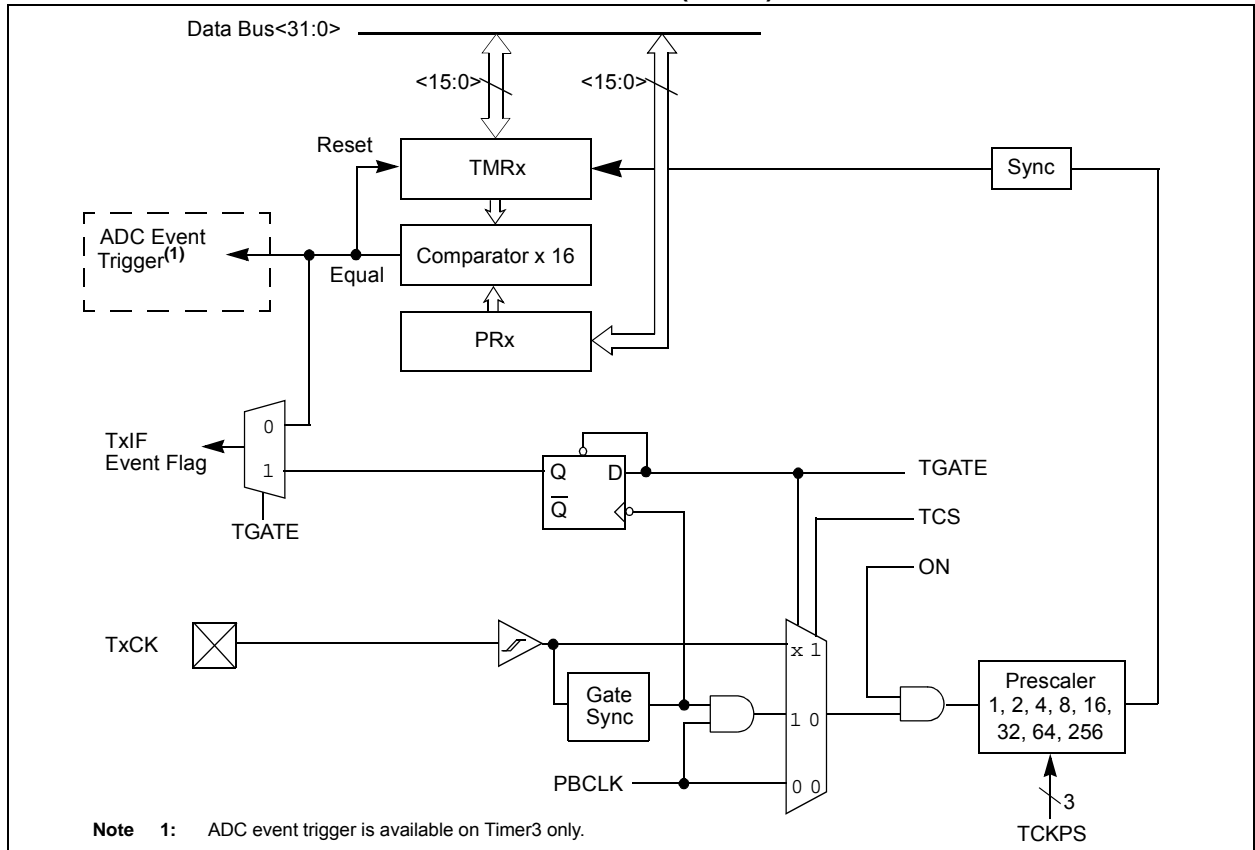 Data Bus<31:0>
<15:0>
<15:0>
Reset
TMRx
Sync
ADC Event
Trigger(1)
Equal
Comparator x 16
PRx
TxIF
Event Flag
0
1
TGATE
Q
D
Q
TGATE
TCS
ON
TxCK
x 1
Gate
Sync
1 0
Prescaler
1, 2, 4, 8, 16,
32, 64, 256
PBCLK
0 0
3
TCKPS
Note 1: ADC event trigger is available on Timer3 only.